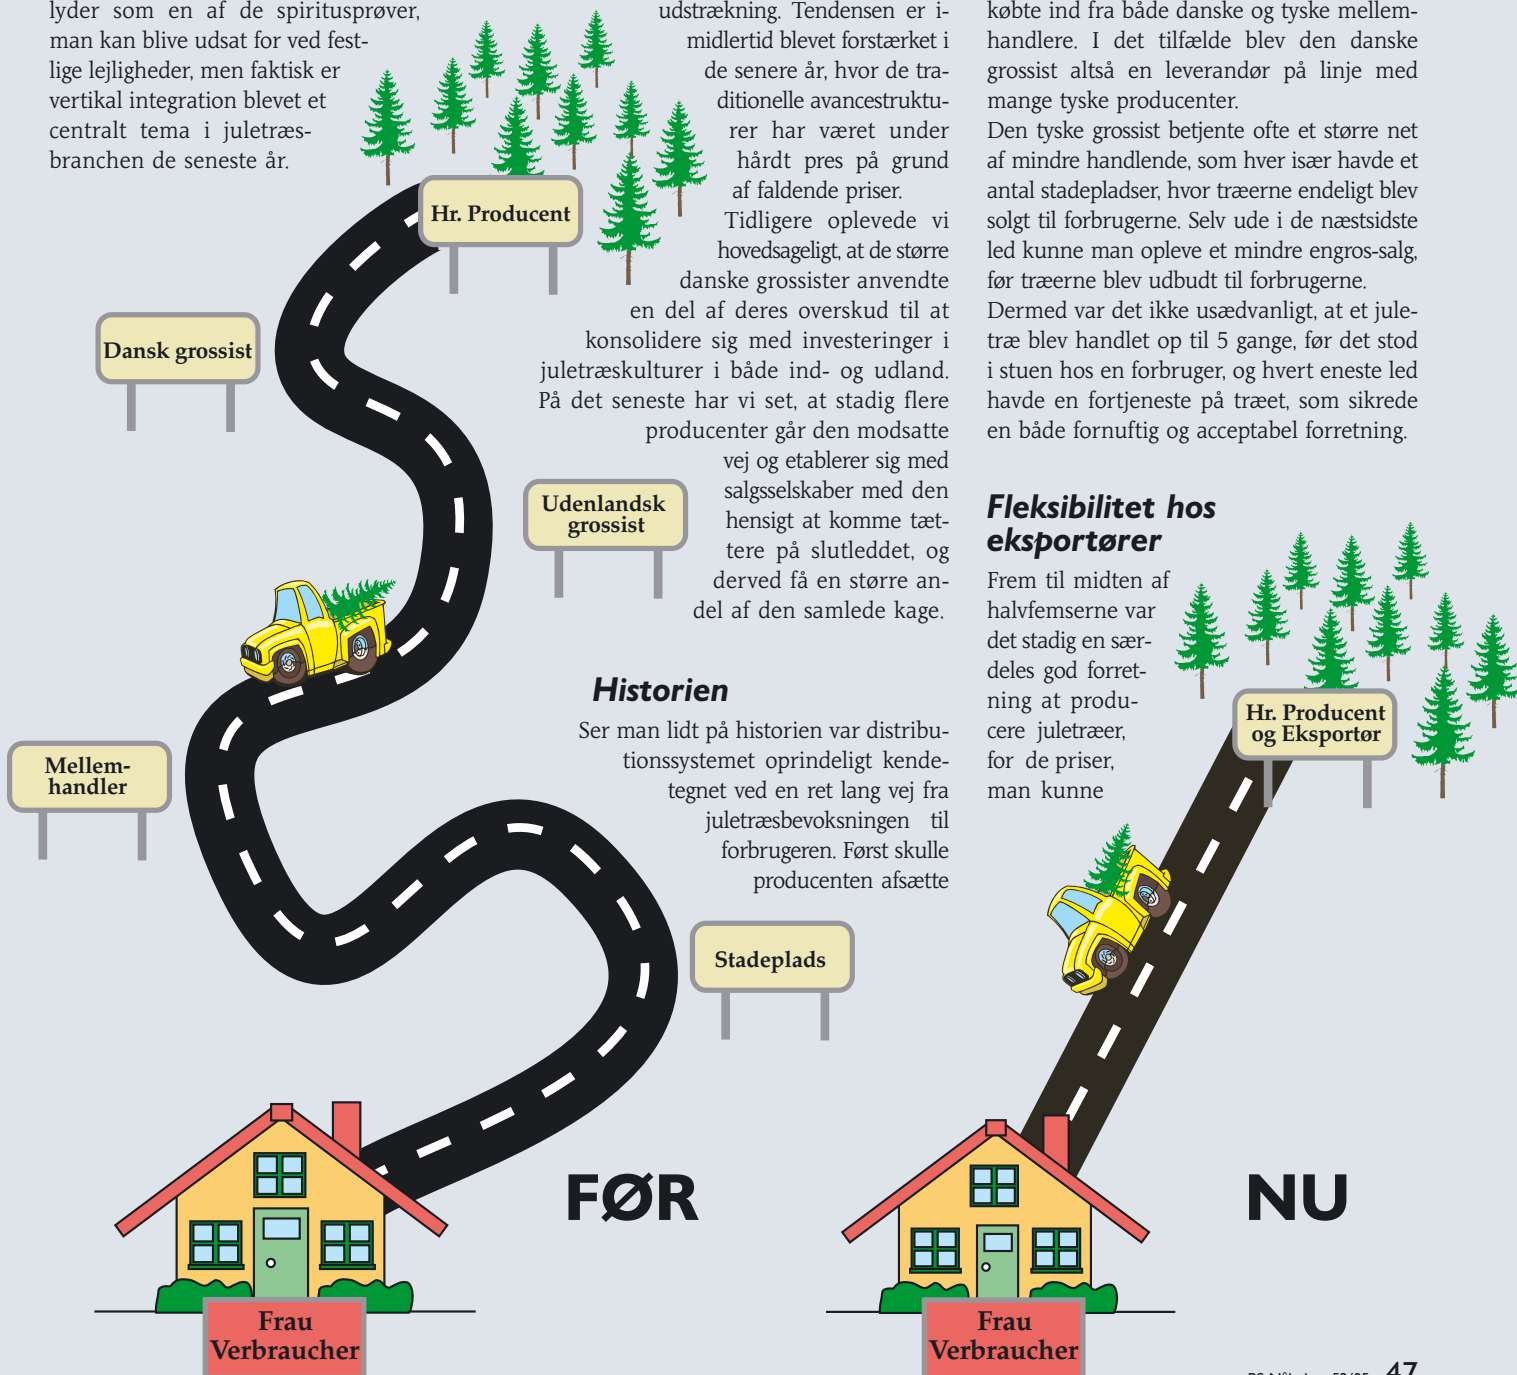 lyder som en af de spiritusprøver,
man kan blive udsat for ved fest-
lige lejligheder, men faktisk er
vertikal integration blevet et
centralt tema i juletræs-
branchen de seneste år.
udstrækning. Tendensen er i-
midlertid blevet forstærket i
de senere år, hvor de tra-
ditionelle avancestruktu-
rer har været under
hårdt pres på grund
af faldende priser.
Tidligere oplevede vi
hovedsageligt, at de større
danske grossister anvendte
en del af deres overskud til at
konsolidere sig med investeringer i
juletræskulturer i både ind- og udland.
På det seneste har vi set, at stadig flere
producenter går den modsatte
vej og etablerer sig med
salgsselskaber med den
hensigt at komme tæt-
tere på slutleddet, og
derved få en større an-
del af den samlede kage.
Historien
Ser man lidt på historien var distribu-
tionssystemet oprindeligt kende-
tegnet ved en ret lang vej fra
juletræsbevoksningen til
forbrugeren. Først skulle
producenten afsætte
købte ind fra både danske og tyske mellem-
handlere. I det tilfælde blev den danske
grossist altså en leverandør på linje med
mange tyske producenter.
Den tyske grossist betjente ofte et større net
af mindre handlende, som hver især havde et
antal stadepladser, hvor træerne endeligt blev
solgt til forbrugerne. Selv ude i de næstsidste
led kunne man opleve et mindre engros-salg,
før træerne blev udbudt til forbrugerne.
Dermed var det ikke usædvanligt, at et jule-
træ blev handlet op til 5 gange, før det stod
i stuen hos en forbruger, og hvert eneste led
havde en fortjeneste på træet, som sikrede
en både fornuftig og acceptabel forretning.
Fleksibilitet hos
eksportører
Frem til midten af
halvfemserne var
det stadig en sær-
deles god forret-
ning at produ-
cere juletræer,
for de priser,
man kunne
Hr. Producent
Dansk grossist
Udenlandsk
grossist
Mellem-
handler
Stadeplads
FØR
Frau
Verbraucher
Hr. Producent
og Eksportør
NU
Frau
Verbraucher
47